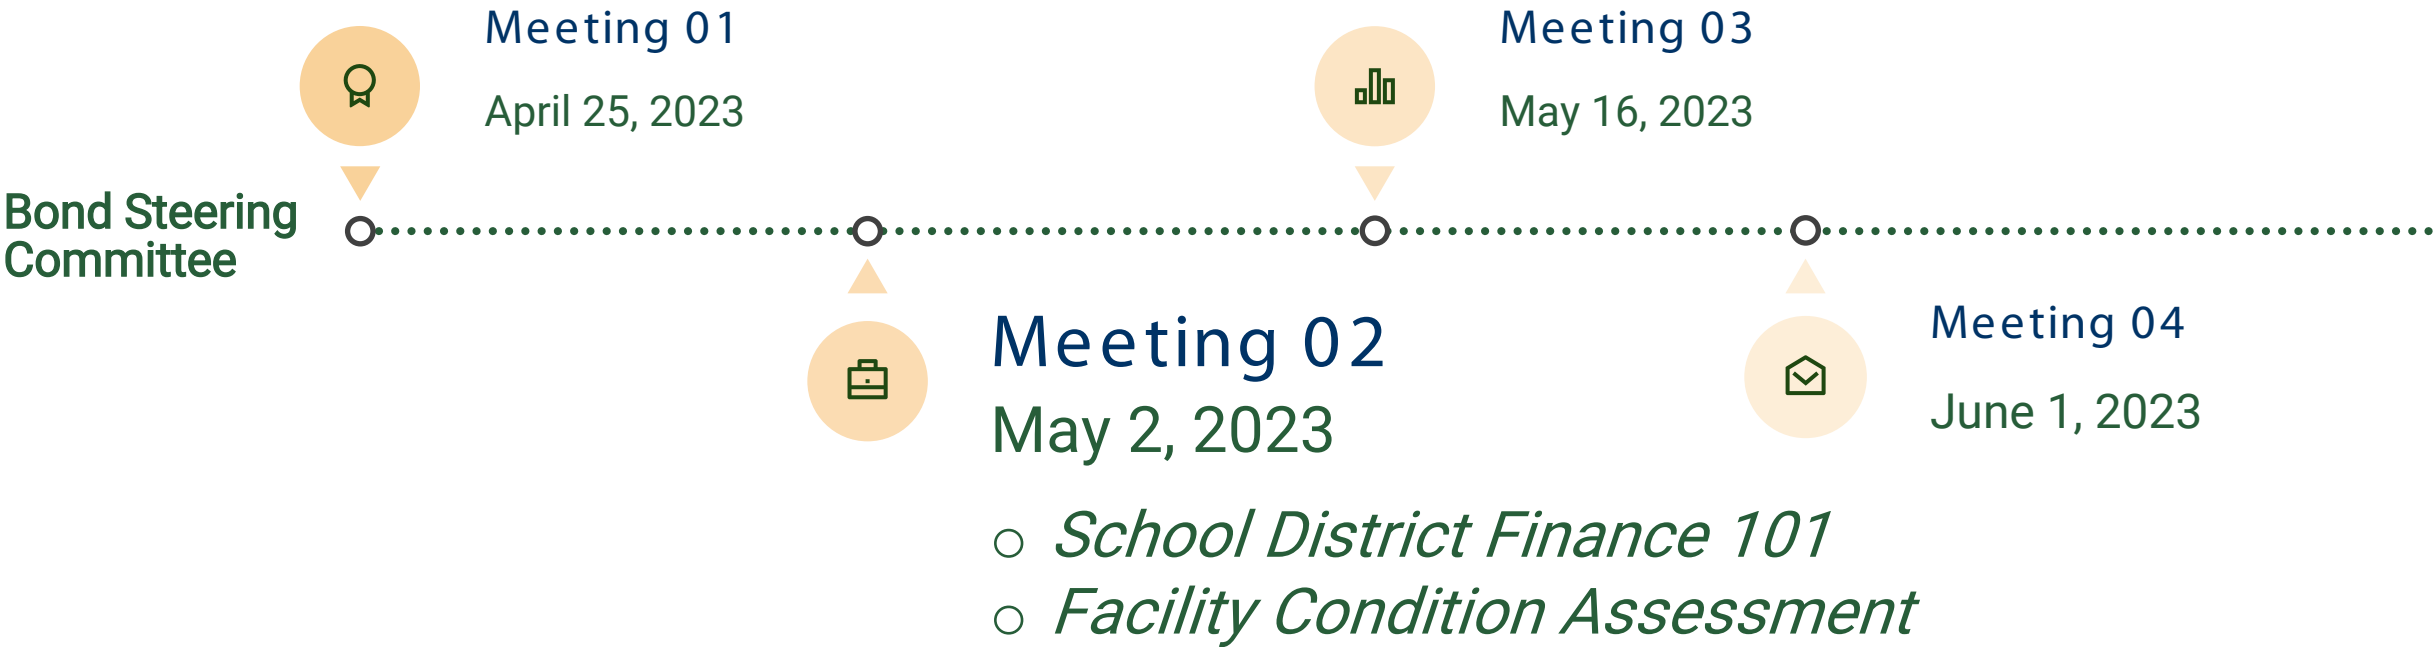 Bond Steering
Committee
Meeting 01
April 25, 2023
Meeting 02
May 2, 2023
○ School District Finance 101
○ Facility Condition Assessment
Meeting 03
May 16, 2023
Meeting 04
June 1, 2023